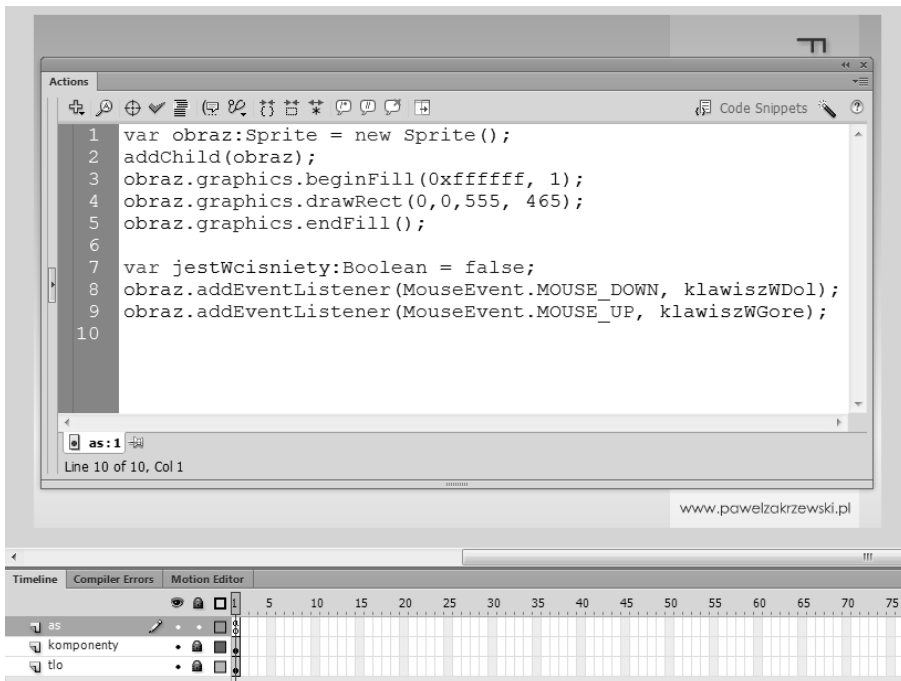 Actions
Code Snippets
1 var obraz:Sprite = new Sprite();
2 addChild(obraz);
3 obraz.graphics.beginFill(0xffffff, 1);
4 obraz.graphics.drawRect(0,0,555, 465);
5 obraz.graphics.endFill();
6
7 var jestWcisniety:Boolean = false;
8 obraz.addEventListener(MouseEvent.MOUSE_DOWN, klawiszWDol);
9 obraz.addEventListener(MouseEvent.MOUSE_UP, klawiszWGore);
10
as:1
Line 10 of 10, Col 1
www.pawelzakrzewski.pl
Timeline Compiler Errors Motion Editor
1 5 10 15 20 25 30 35 40 45 50 55 60 65 70 75
as
komponenty
tlo